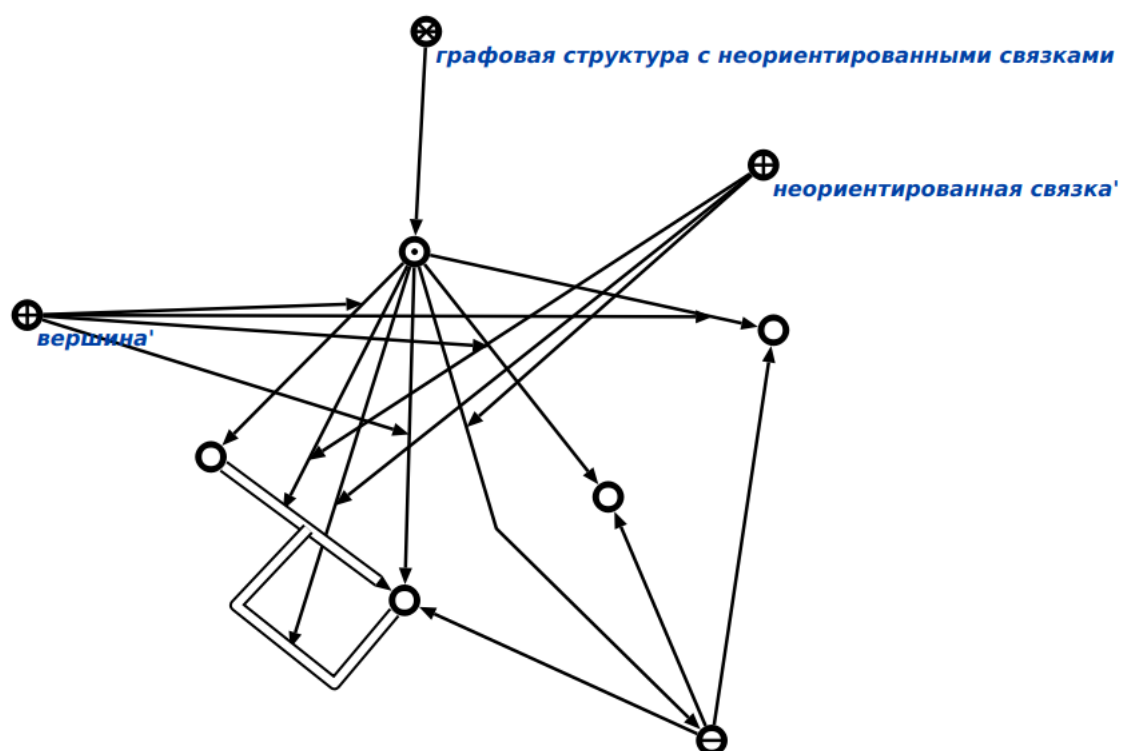 графовая структура с неориентированными связками
неориентированная связка'
вершина'